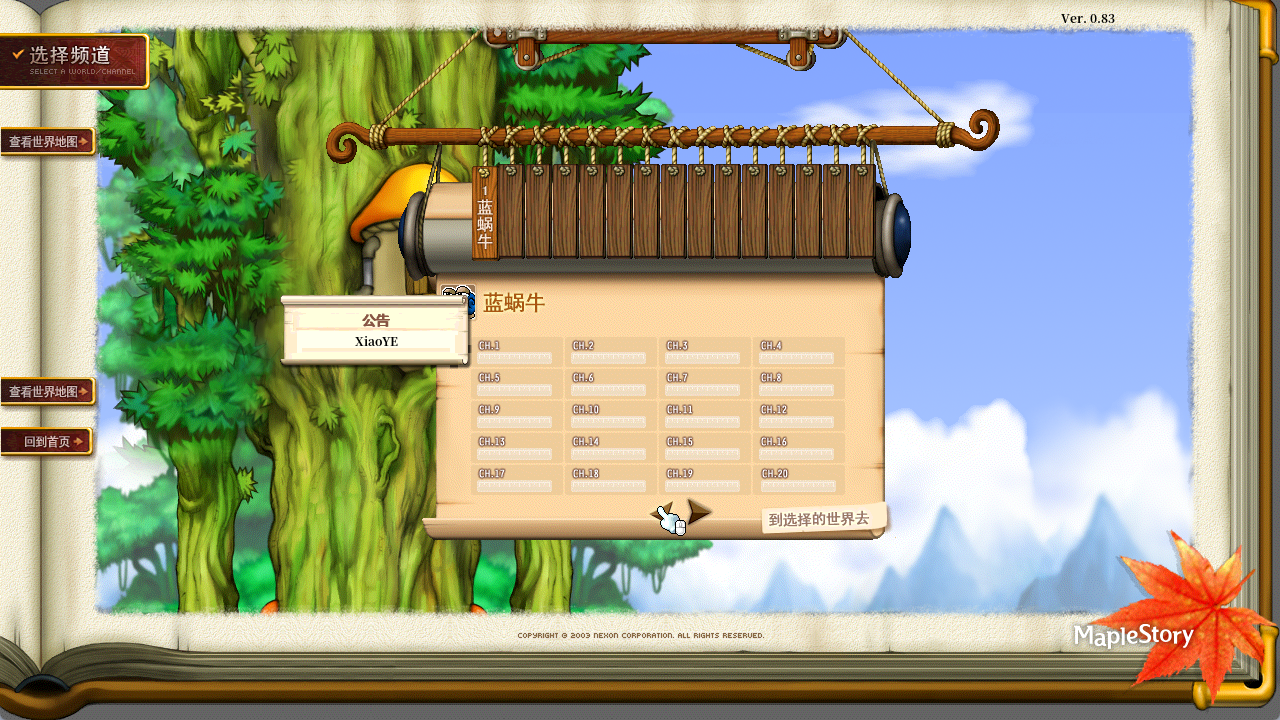 Ver. 0.83
选择频道
SELECT A WORLD/CHANNEL
查看世界地图
1
蓝蜗牛
蓝蜗牛
公告
XiaoYE
CH.1
CH.2
CH.3
CH.4
CH.5
CH.6
CH.7
CH.8
CH.9
CH.10
CH.11
CH.12
CH.13
CH.14
CH.15
CH.16
CH.17
CH.18
CH.19
CH.20
查看世界地图
回到首页
到选择的世界去
COPYRIGHT @ 2003 NEXON CORPORATION. ALL RIGHTS RESERVED.
MapleStory